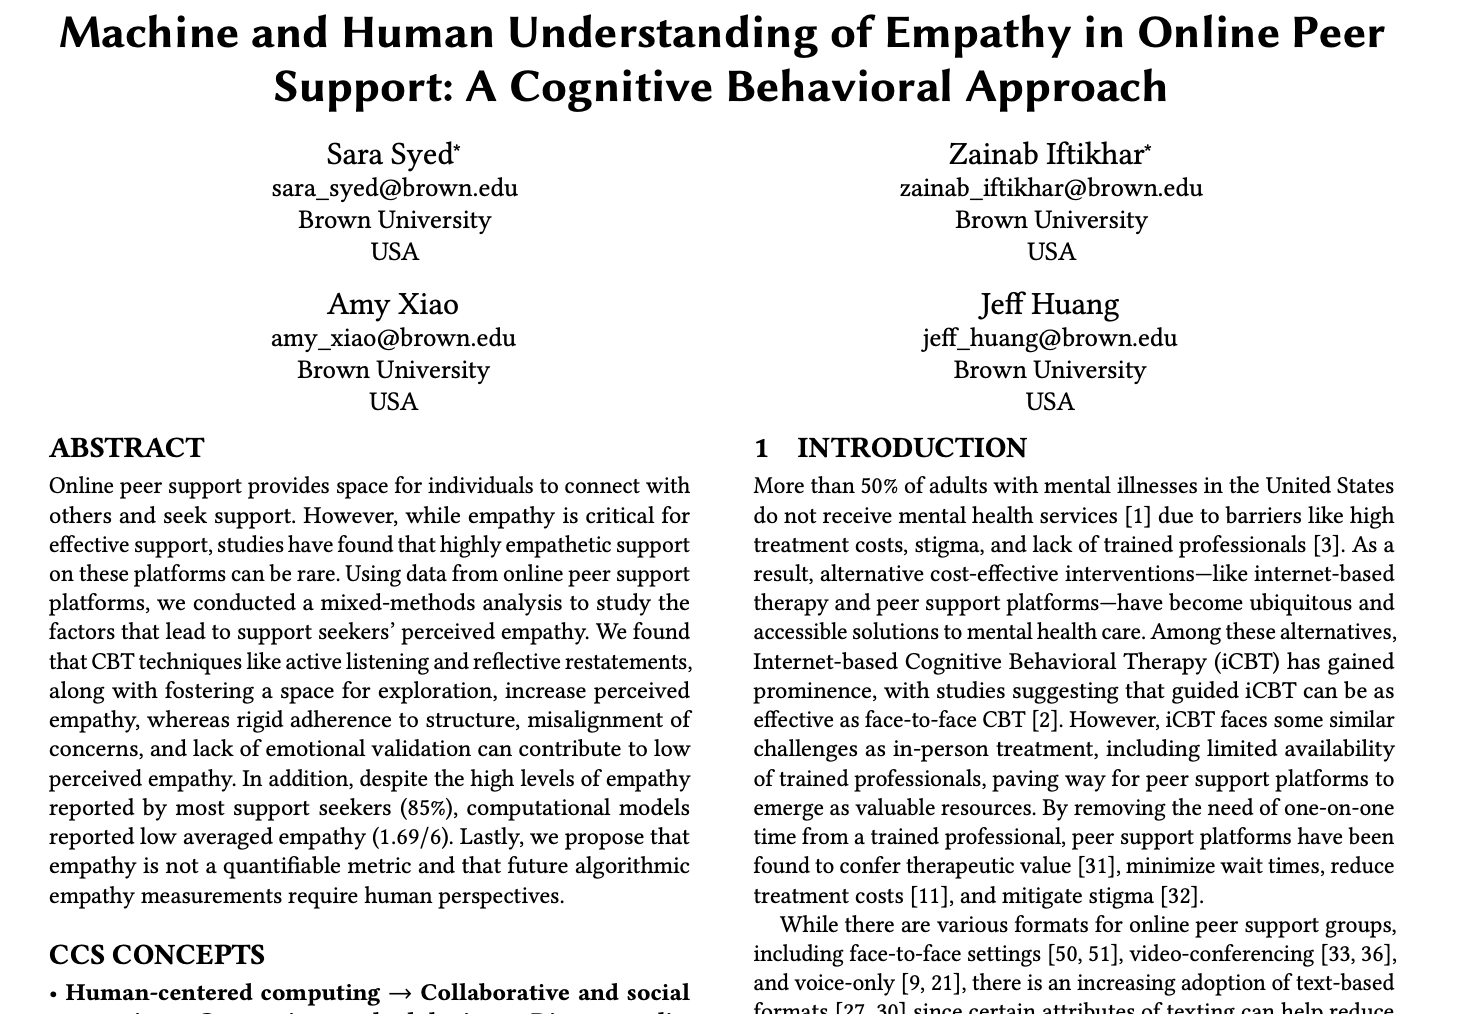 Machine and Human Understanding of Empathy in Online Peer
Support: A Cognitive Behavioral Approach
Sara Syed*
sara_syed@brown.edu
Brown University
USA
Zainab Iftikhar*
zainab_iftikhar@brown.edu
Brown University
USA
Amy Xiao
amy_xiao@brown.edu
Brown University
USA
Jeff Huang
jeff_huang@brown.edu
Brown University
USA
ABSTRACT
Online peer support provides space for individuals to connect with
others and seek support. However, while empathy is critical for
effective support, studies have found that highly empathetic support
on these platforms can be rare. Using data from online peer support
platforms, we conducted a mixed-methods analysis to study the
factors that lead to support seekers' perceived empathy. We found
that CBT techniques like active listening and reflective restatements,
along with fostering a space for exploration, increase perceived
empathy, whereas rigid adherence to structure, misalignment of
concerns, and lack of emotional validation can contribute to low
perceived empathy. In addition, despite the high levels of empathy
reported by most support seekers (85%), computational models
reported low averaged empathy (1.69/6). Lastly, we propose that
empathy is not a quantifiable metric and that future algorithmic
empathy measurements require human perspectives.
CCS CONCEPTS
• Human-centered computing → Collaborative and social
1 INTRODUCTION
More than 50% of adults with mental illnesses in the United States
do not receive mental health services [1] due to barriers like high
treatment costs, stigma, and lack of trained professionals [3]. As a
result, alternative cost-effective interventions—like internet-based
therapy and peer support platforms—have become ubiquitous and
accessible solutions to mental health care. Among these alternatives,
Internet-based Cognitive Behavioral Therapy (iCBT) has gained
prominence, with studies suggesting that guided iCBT can be as
effective as face-to-face CBT [2]. However, iCBT faces some similar
challenges as in-person treatment, including limited availability
of trained professionals, paving way for peer support platforms to
emerge as valuable resources. By removing the need of one-on-one
time from a trained professional, peer support platforms have been
found to confer therapeutic value [31], minimize wait times, reduce
treatment costs [11], and mitigate stigma [32].
While there are various formats for online peer support groups,
including face-to-face settings [50, 51], video-conferencing [33, 36],
and voice-only [9, 21], there is an increasing adoption of text-based
formats [27, 30] since certain attributes of texting can help reduce